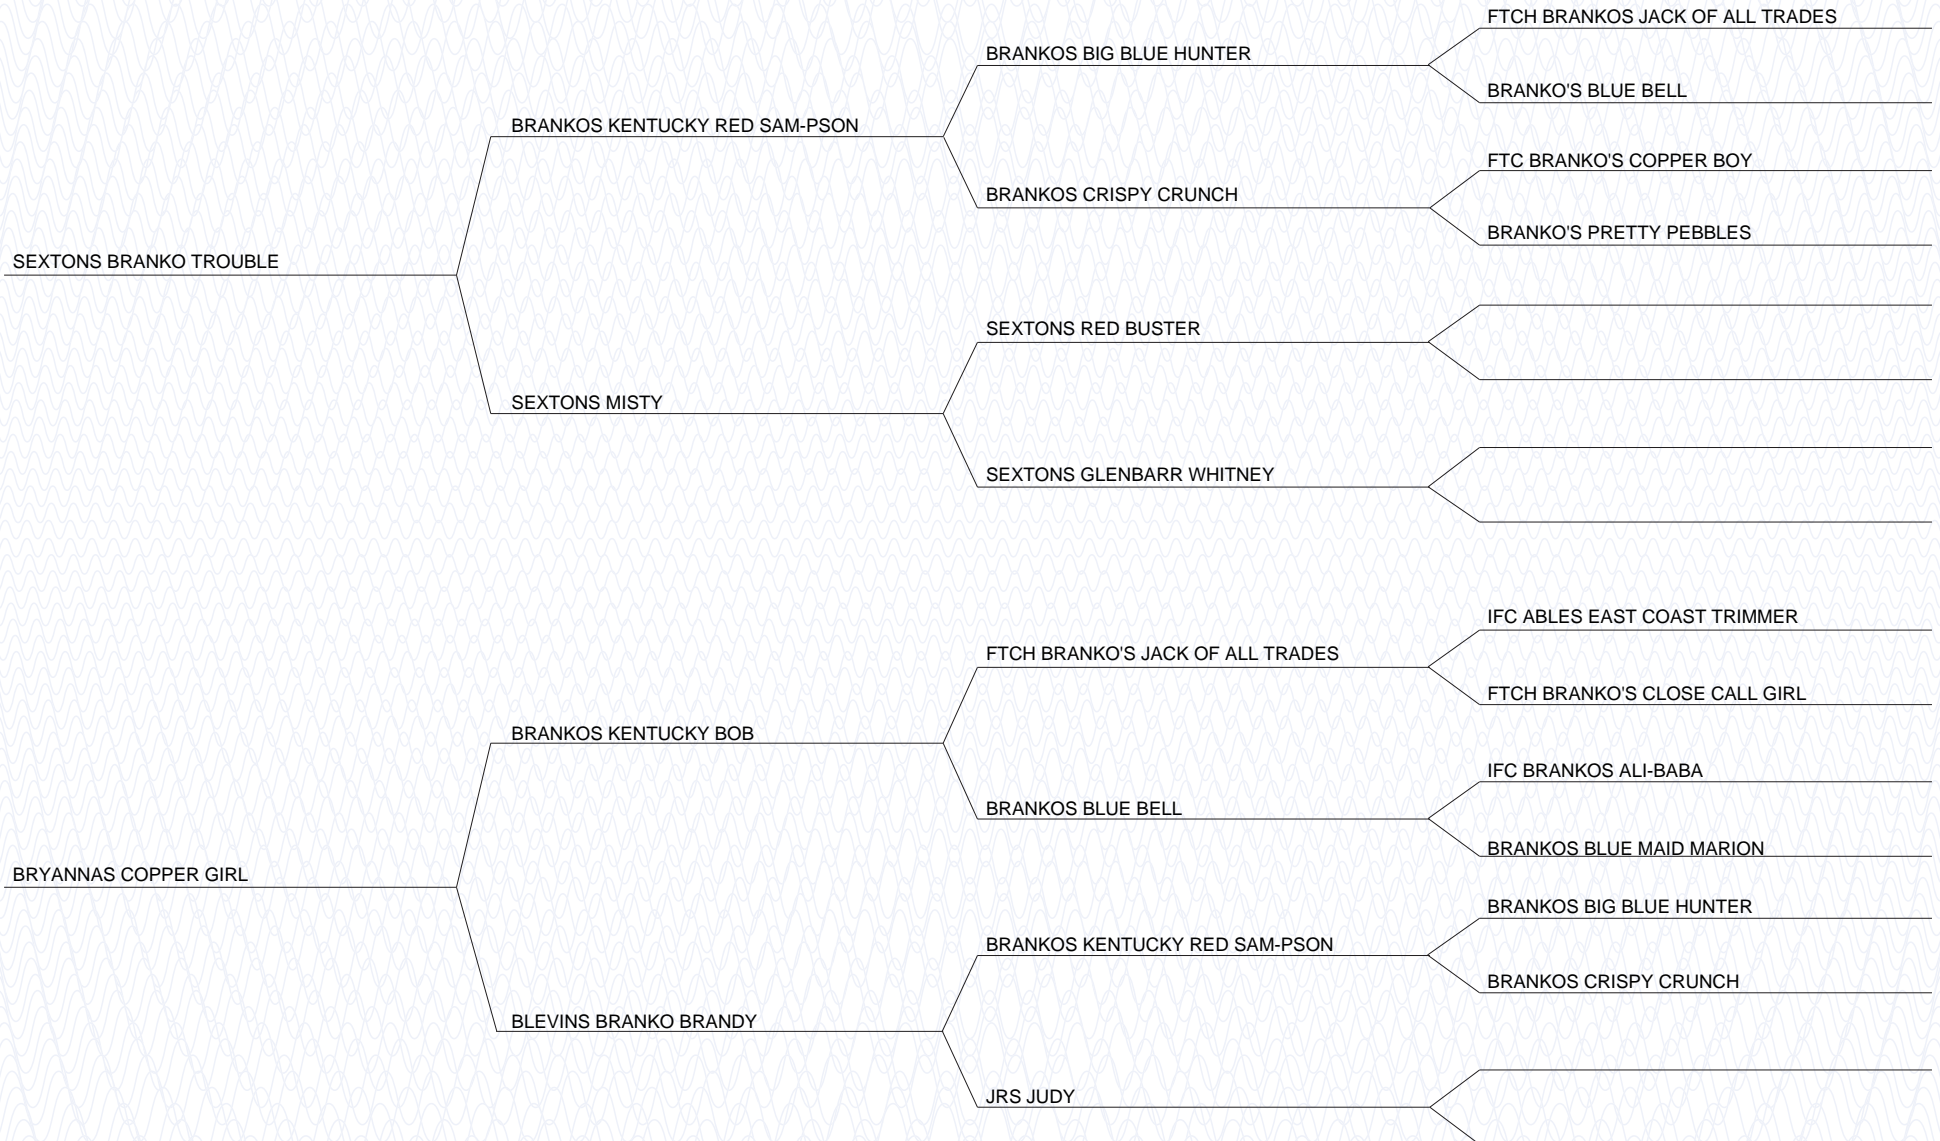 FTCH BRANKOS JACK OF ALL TRADES
BRANKOS BIG BLUE HUNTER
BRANKO'S BLUE BELL
BRANKOS KENTUCKY RED SAM-PSON
FTC BRANKO'S COPPER BOY
BRANKOS CRISPY CRUNCH
BRANKO'S PRETTY PEBBLES
SEXTONS BRANKO TROUBLE
SEXTONS RED BUSTER
SEXTONS MISTY
SEXTONS GLENBARR WHITNEY
IFC ABLES EAST COAST TRIMMER
FTCH BRANKO'S JACK OF ALL TRADES
FTCH BRANKO'S CLOSE CALL GIRL
BRANKOS KENTUCKY BOB
IFC BRANKOS ALI-BABA
BRANKOS BLUE BELL
BRANKOS BLUE MAID MARION
BRYANNAS COPPER GIRL
BRANKOS BIG BLUE HUNTER
BRANKOS KENTUCKY RED SAM-PSON
BRANKOS CRISPY CRUNCH
BLEVINS BRANKO BRANDY
JRS JUDY